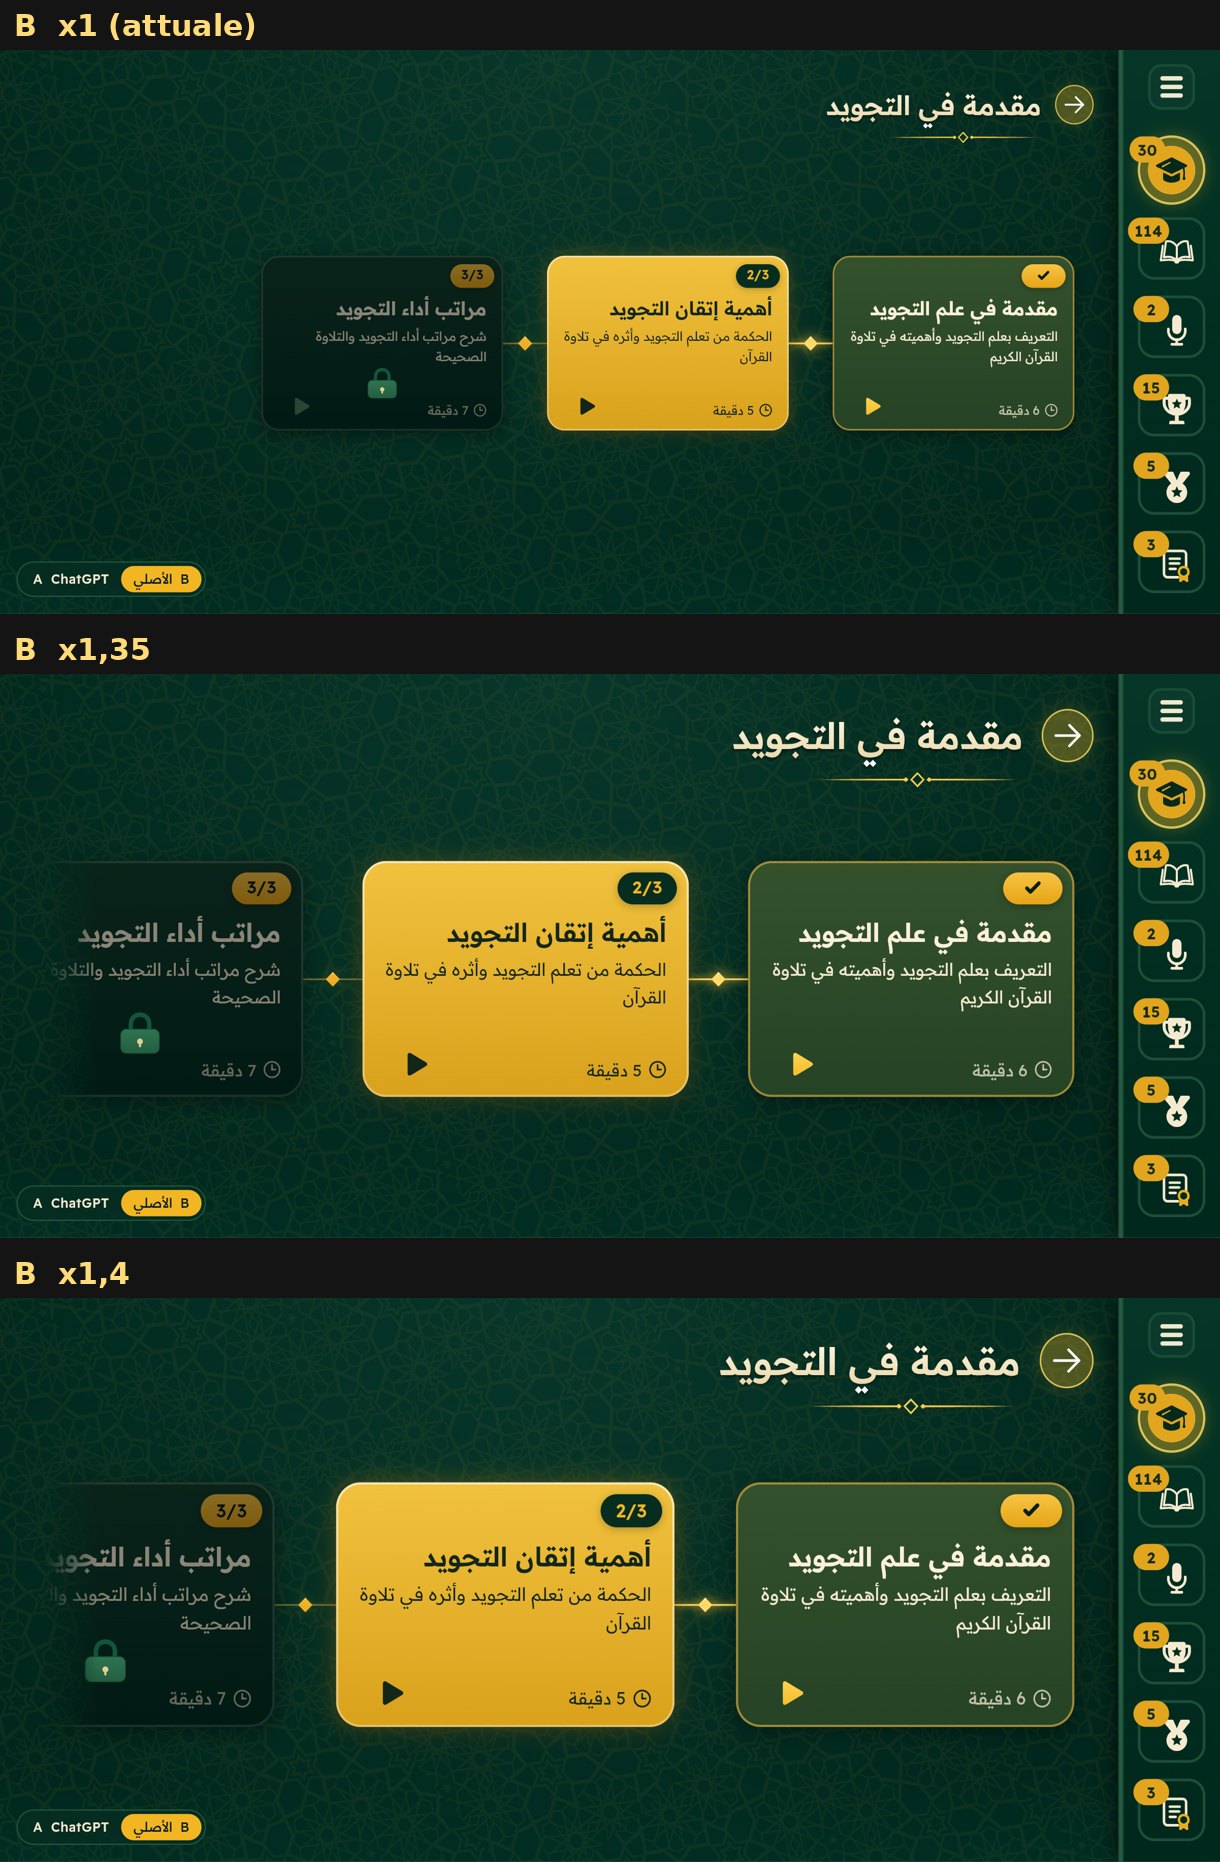 B x1 (attuale)
مقدمة في التجويد
30
114
2
15
5
3
مقدمة في علم التجويد
التعريف بعلم التجويد وأهميته في تلاوة
القرآن الكريم
6 دقيقة
2/3
أهمية إتقان التجويد
الحكمة من تعلم التجويد وأثره في تلاوة
القرآن
5 دقيقة
3/3
مراتب أداء التجويد
شرح مراتب أداء التجويد والتلاوة
الصحيحة
7 دقيقة
A ChatGPT
B الأصلي
B x1,35
مقدمة في التجويد
30
114
2
15
5
3
مقدمة في علم التجويد
التعريف بعلم التجويد وأهميته في تلاوة
القرآن الكريم
6 دقيقة
2/3
أهمية إتقان التجويد
الحكمة من تعلم التجويد وأثره في تلاوة
القرآن
5 دقيقة
3/3
مراتب أداء التجويد
شرح مراتب أداء التجويد والتلاوة
الصحيحة
7 دقيقة
A ChatGPT
B الأصلي
B x1,4
مقدمة في التجويد
30
114
2
15
5
3
مقدمة في علم التجويد
التعريف بعلم التجويد وأهميته في تلاوة
القرآن الكريم
6 دقيقة
2/3
أهمية إتقان التجويد
الحكمة من تعلم التجويد وأثره في تلاوة
القرآن
5 دقيقة
3/3
مراتب أداء التجويد
شرح مراتب أداء التجويد
الصحيحة
7 دقيقة
A ChatGPT
B الأصلي